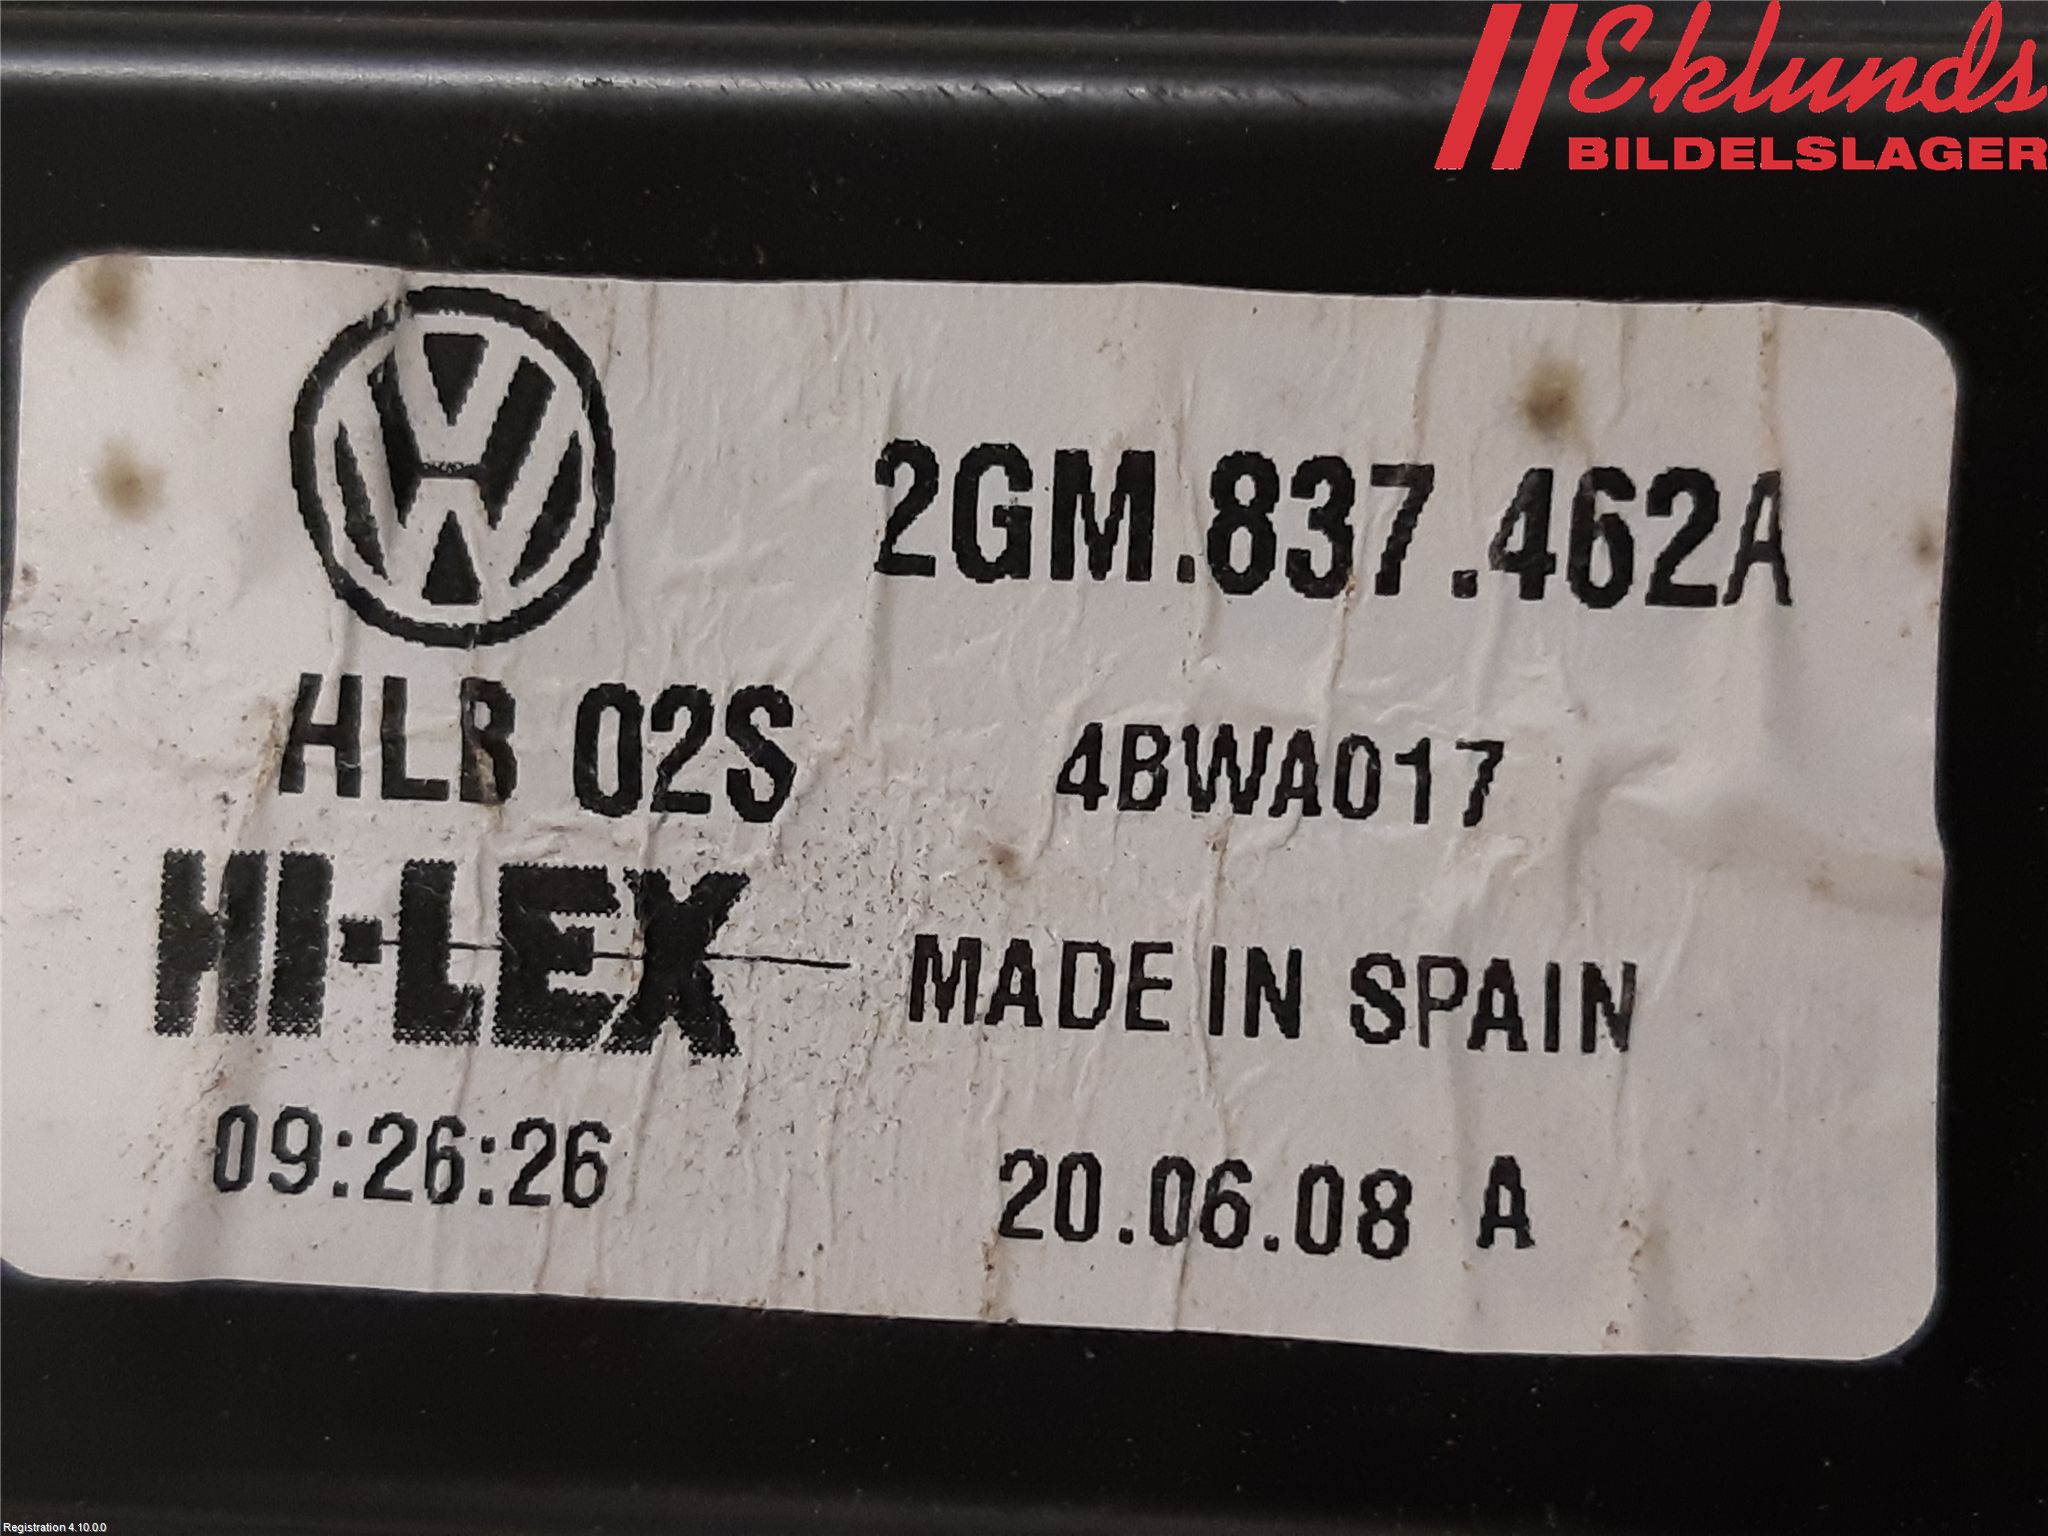 Eklunds
BILDELSLAGER
2GM.837.462A
HLB 02S 4BWA017
HI-LEX MADE IN SPAIN
09:26:26 20.06.08 A
Registration 4.10.0.0